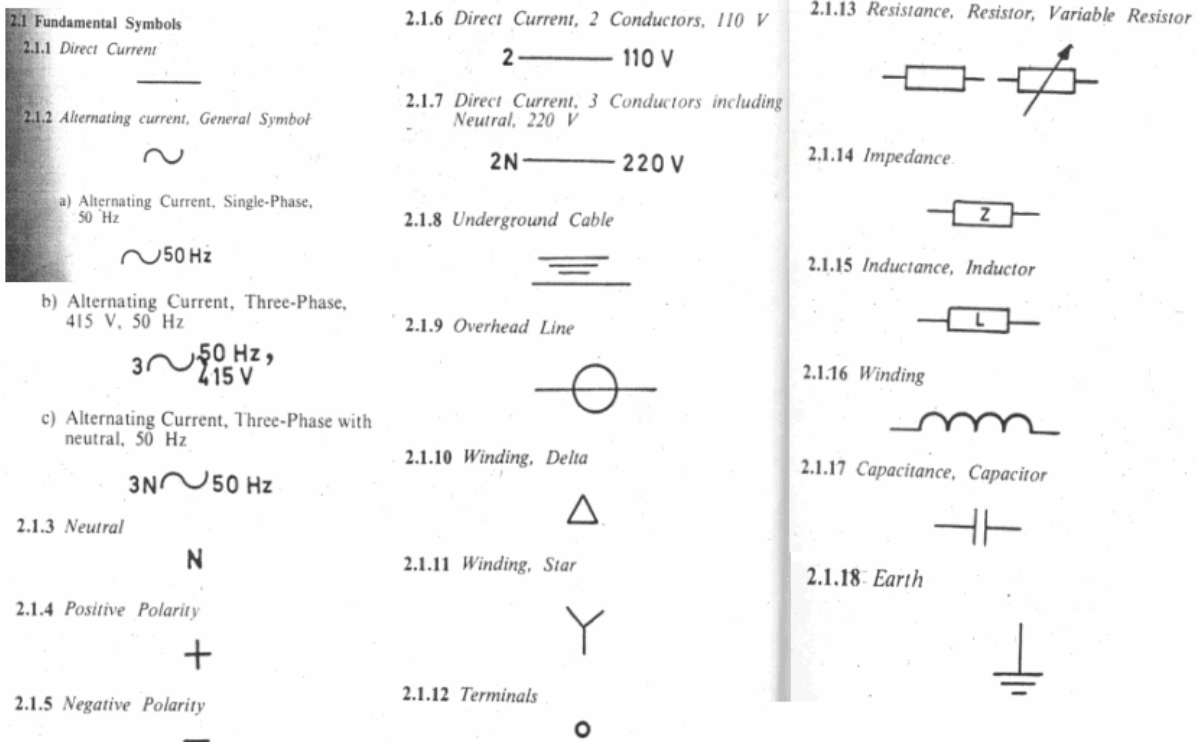 2.1 Fundamental Symbols
2.1.1 Direct Current
2.1.2 Alternating current, General Symbol
a) Alternating Current, Single-Phase,
50 Hz
50 Hz
b) Alternating Current, Three-Phase,
415 V, 50 Hz
3 50 Hz,
415 V
c) Alternating Current, Three-Phase with
neutral, 50 Hz
3N 50 Hz
2.1.3 Neutral
N
2.1.4 Positive Polarity
+
2.1.5 Negative Polarity
2.1.6 Direct Current, 2 Conductors, 110 V
2 110 V
2.1.7 Direct Current, 3 Conductors including
Neutral, 220 V
2N 220 V
2.1.8 Underground Cable
2.1.9 Overhead Line
2.1.10 Winding, Delta
2.1.11 Winding, Star
2.1.12 Terminals
2.1.13 Resistance, Resistor, Variable Resistor
2.1.14 Impedance
Z
2.1.15 Inductance, Inductor
L
2.1.16 Winding
2.1.17 Capacitance, Capacitor
2.1.18 Earth